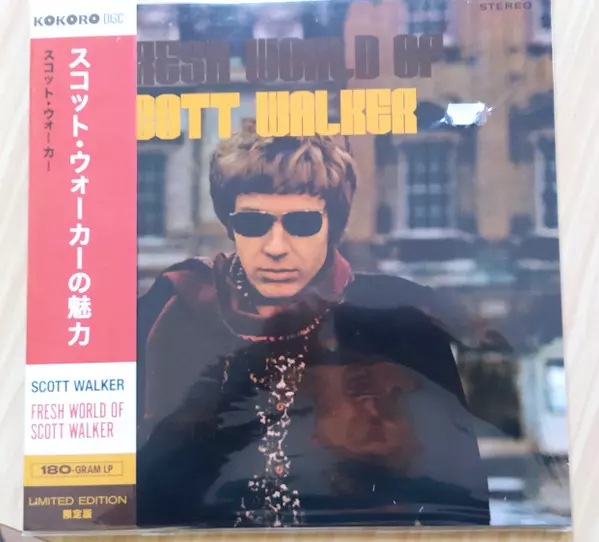 KOKORO DISC
スコット・ウォーカーの魅力
スコット・ウォーカー
SCOTT WALKER
FRESH WORLD OF
SCOTT WALKER
180-GRAM LP
LIMITED EDITION
限定版
STEREO
RESH WORLD OF
COTT WALKER